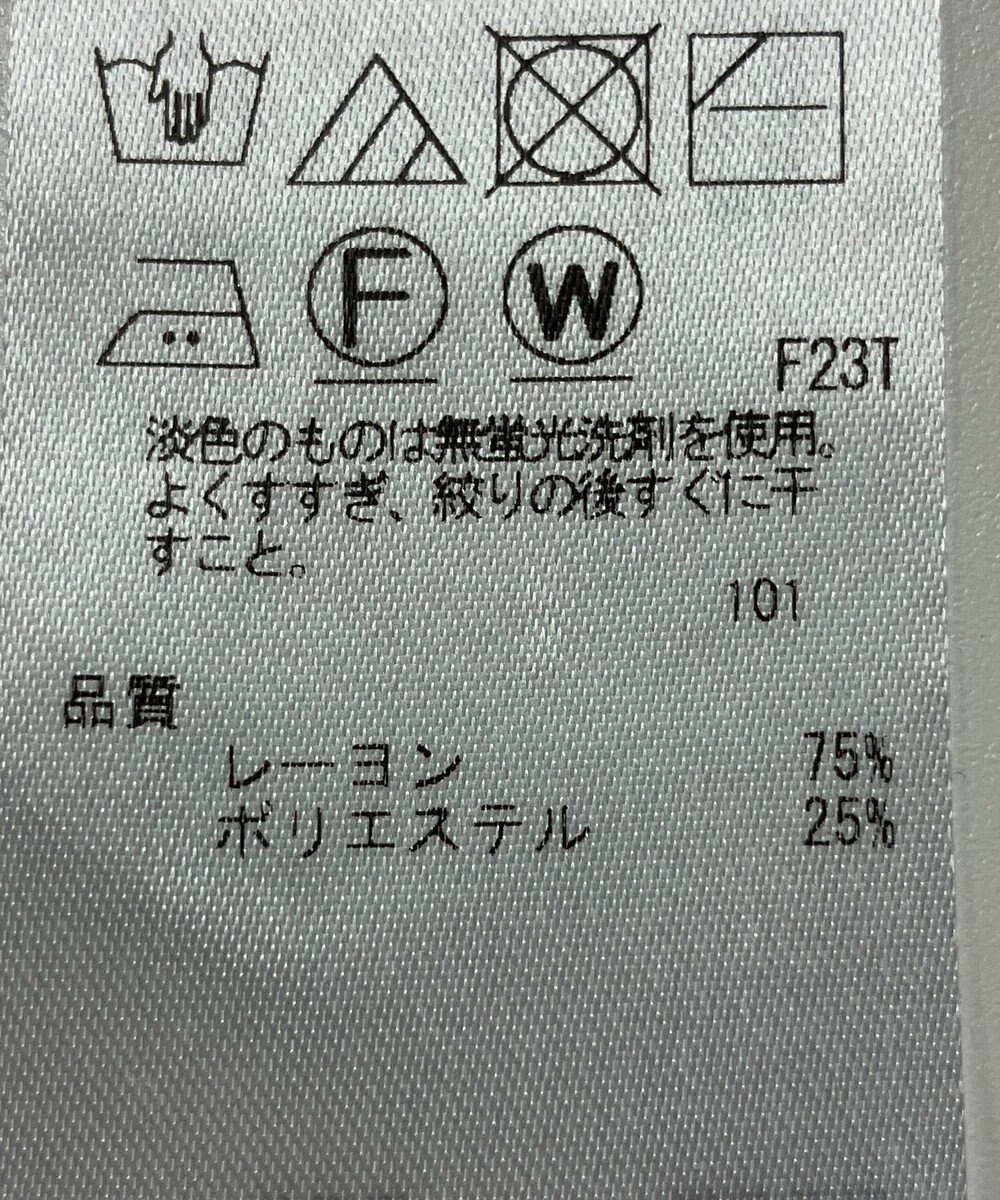 F W
F23T
淡色のものは無蛍光洗剤を使用。
よくすすぎ、絞りの後すぐに干
すこと。
101
品質
レーヨン 75%
ポリエステル 25%